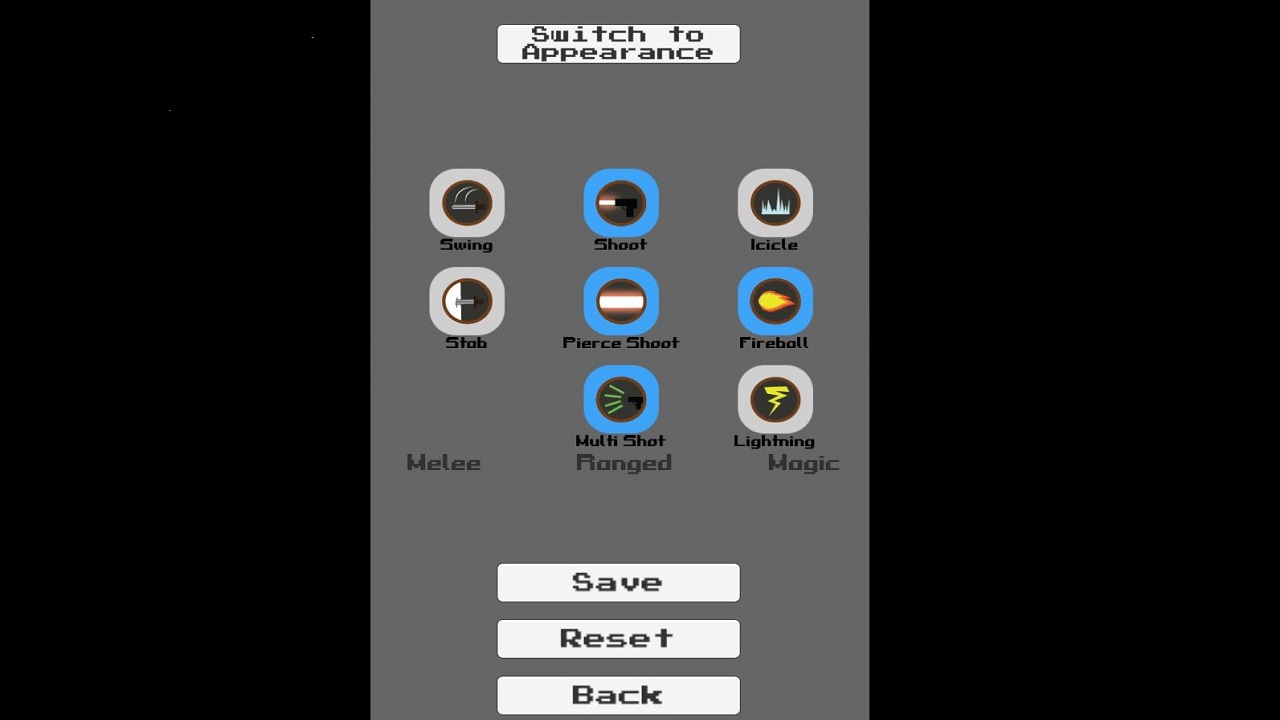 Switch to
Appearance
Swing
Shoot
Icicle
Stab
Pierce Shoot
Fireball
Multi Shot
Lightning
Melee
Ranged
Magic
Save
Reset
Back